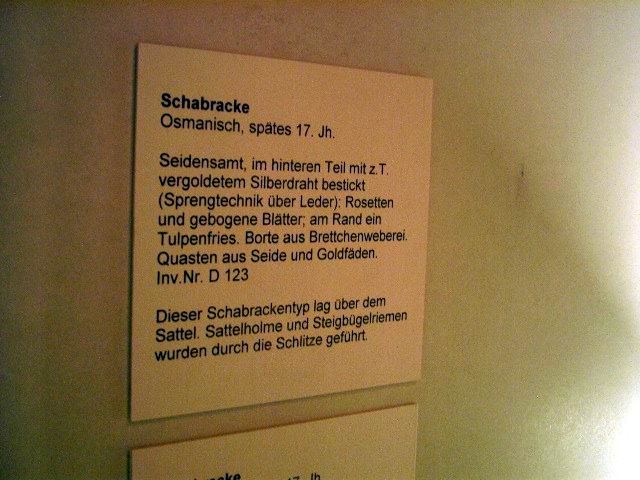 Schabracke
Osmanisch, spätes 17. Jh.
Seidensamt, im hinteren Teil mit z.T.
vergoldetem Silberdraht bestickt
(Sprengtechnik über Leder): Rosetten
und gebogene Blätter; am Rand ein
Tulpenfries. Borte aus Brettchenweberei.
Quasten aus Seide und Goldfäden.
Inv.Nr. D 123
Dieser Schabrackentyp lag über dem
Sattel. Sattelholme und Steigbügelriemen
wurden durch die Schlitze geführt.